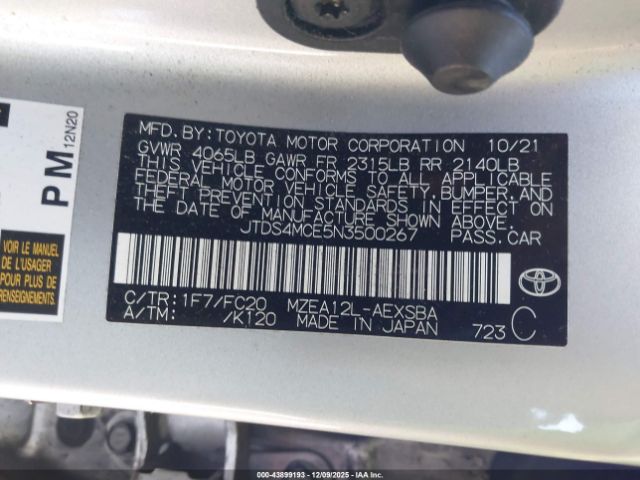 MFD. BY: TOYOTA MOTOR CORPORATION 10/21
GVWR 4065LB GAWR FR 2315LB RR 2140LB
THIS VEHICLE CONFORMS TO ALL APPLICABLE
FEDERAL MOTOR VEHICLE SAFETY, BUMPER, AND
THEFT PREVENTION STANDARDS IN EFFECT ON
THE DATE OF MANUFACTURE SHOWN ABOVE.
JTDS4MCE5N3500267 PASS.CAR
C/TR: 1F7/FC20 MZEA12L-AEXSBA
A/TM: /K120 MADE IN JAPAN 723 C
PM 12N20
VOIR LE MANUEL
DE L'USAGER
POUR PLUS DE
RENSEIGNEMENTS
00-43899193 - 12/09/2025 - IAAI.com